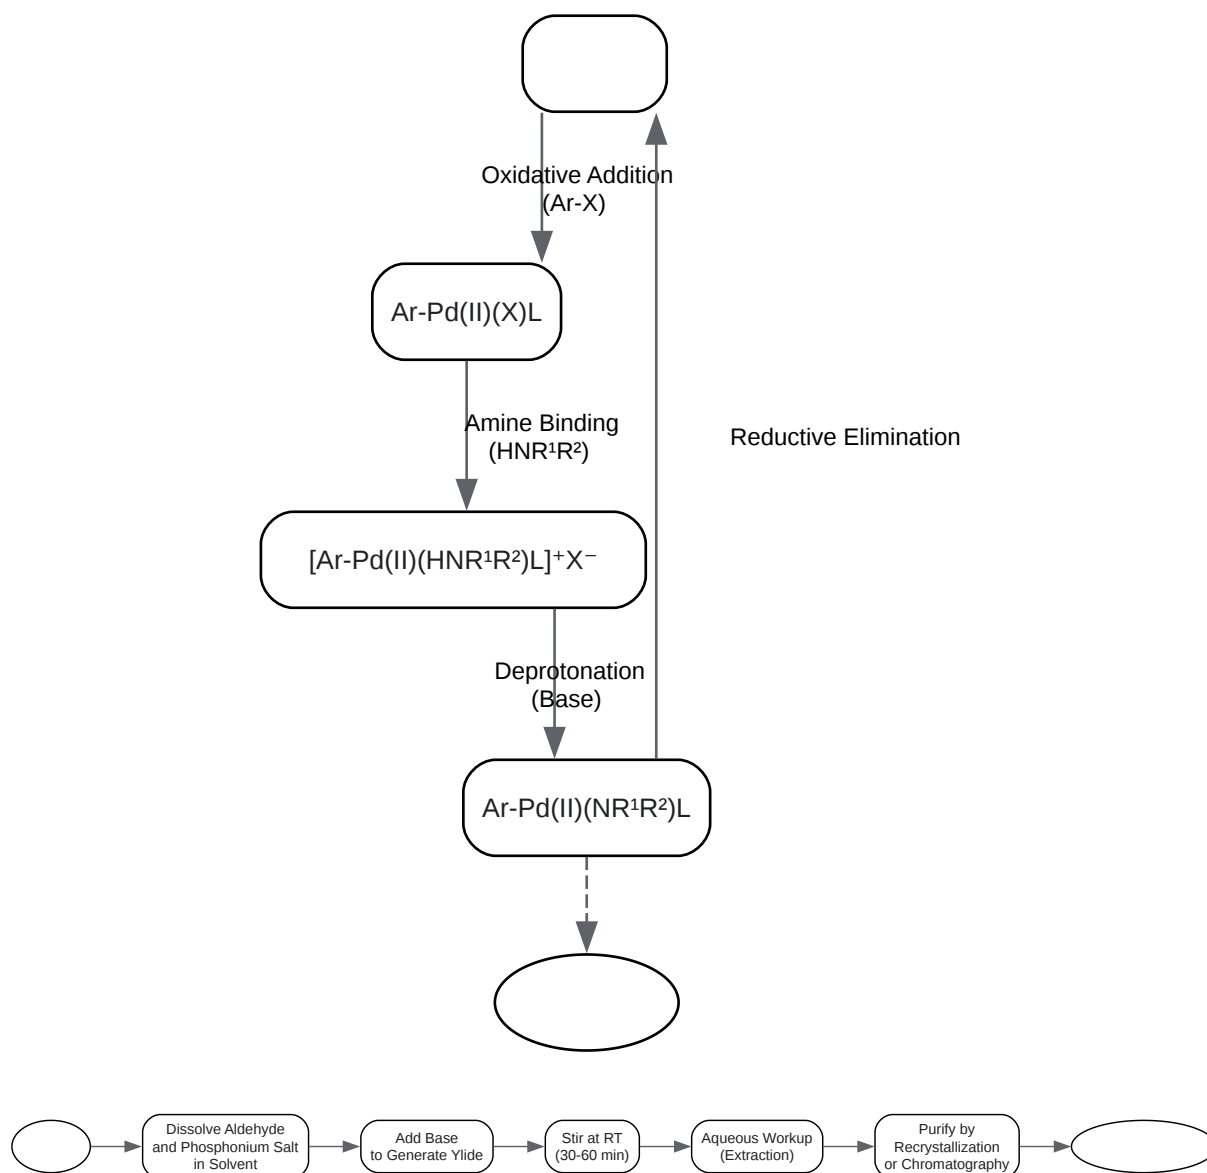 Oxidative Addition
(Ar-X)
Ar-Pd(II)(X)L
Amine Binding
(HNR¹R²)
Reductive Elimination
[Ar-Pd(II)(HNR¹R²)L]⁺X⁻
Deprotonation
(Base)
Ar-Pd(II)(NR¹R²)L
Dissolve Aldehyde
and Phosphonium Salt
in Solvent
Add Base
to Generate Ylide
Stir at RT
(30-60 min)
Aqueous Workup
(Extraction)
Purify by
Recrystallization
or Chromatography